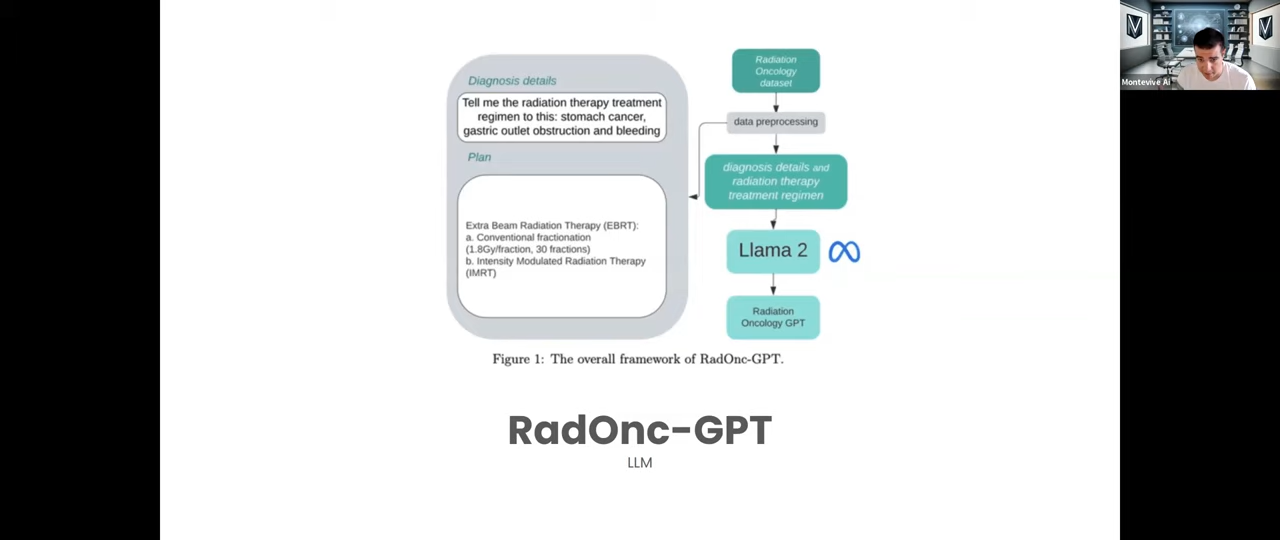 Diagnosis details
Tell me the radiation therapy treatment
regimen to this: stomach cancer,
gastric outlet obstruction and bleeding
Plan
Extra Beam Radiation Therapy (EBRT):
a. Conventional fractionation
(1.8Gy/fraction, 30 fractions)
b. Intensity Modulated Radiation Therapy
(IMRT)
Radiation
Oncology
dataset
data preprocessing
diagnosis details and
radiation therapy
treatment regimen
Llama 2
Radiation
Oncology GPT
Figure 1: The overall framework of RadOnc-GPT.
RadOnc-GPT
LLM
Montevive Ai